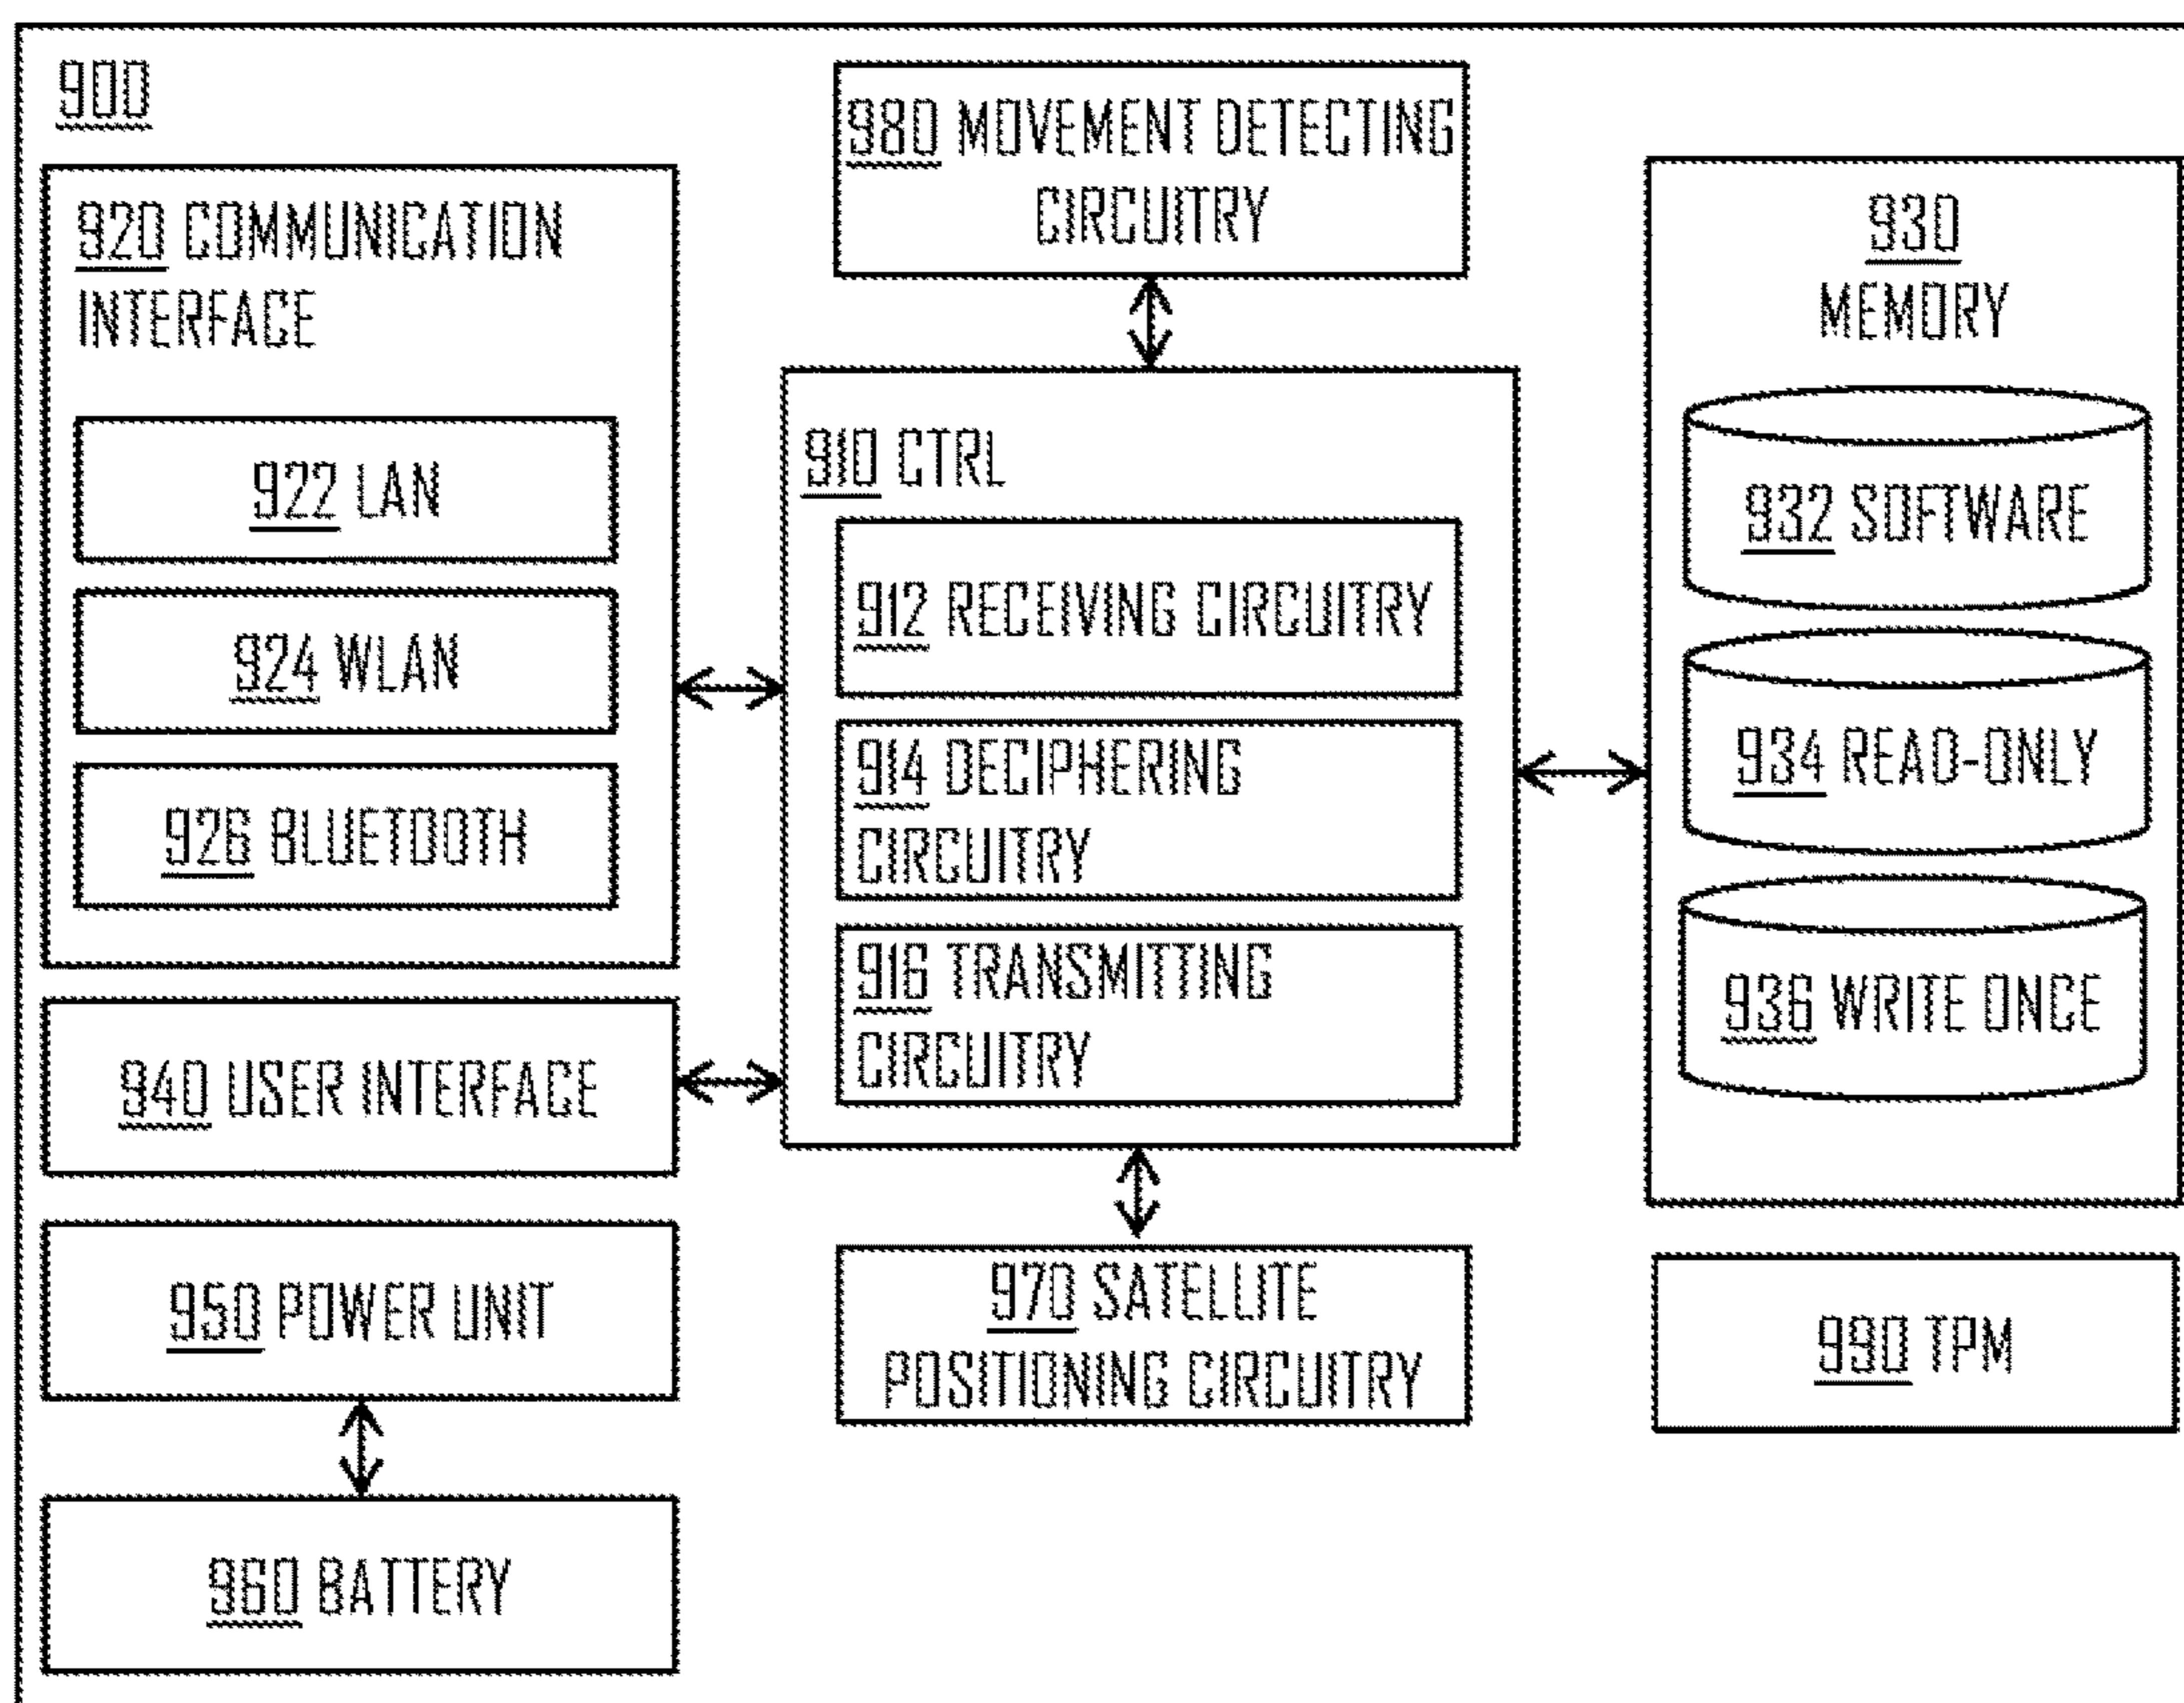 900
980 MOVEMENT DETECTING
CIRCUITRY
920 COMMUNICATION
INTERFACE
922 LAN
924 WLAN
926 BLUETOOTH
910 CTRL
912 RECEIVING CIRCUITRY
914 DECIPHERING
CIRCUITRY
916 TRANSMITTING
CIRCUITRY
930
MEMORY
932 SOFTWARE
934 READ-ONLY
936 WRITE ONCE
940 USER INTERFACE
950 POWER UNIT
970 SATELLITE
POSITIONING CIRCUITRY
990 TPM
960 BATTERY